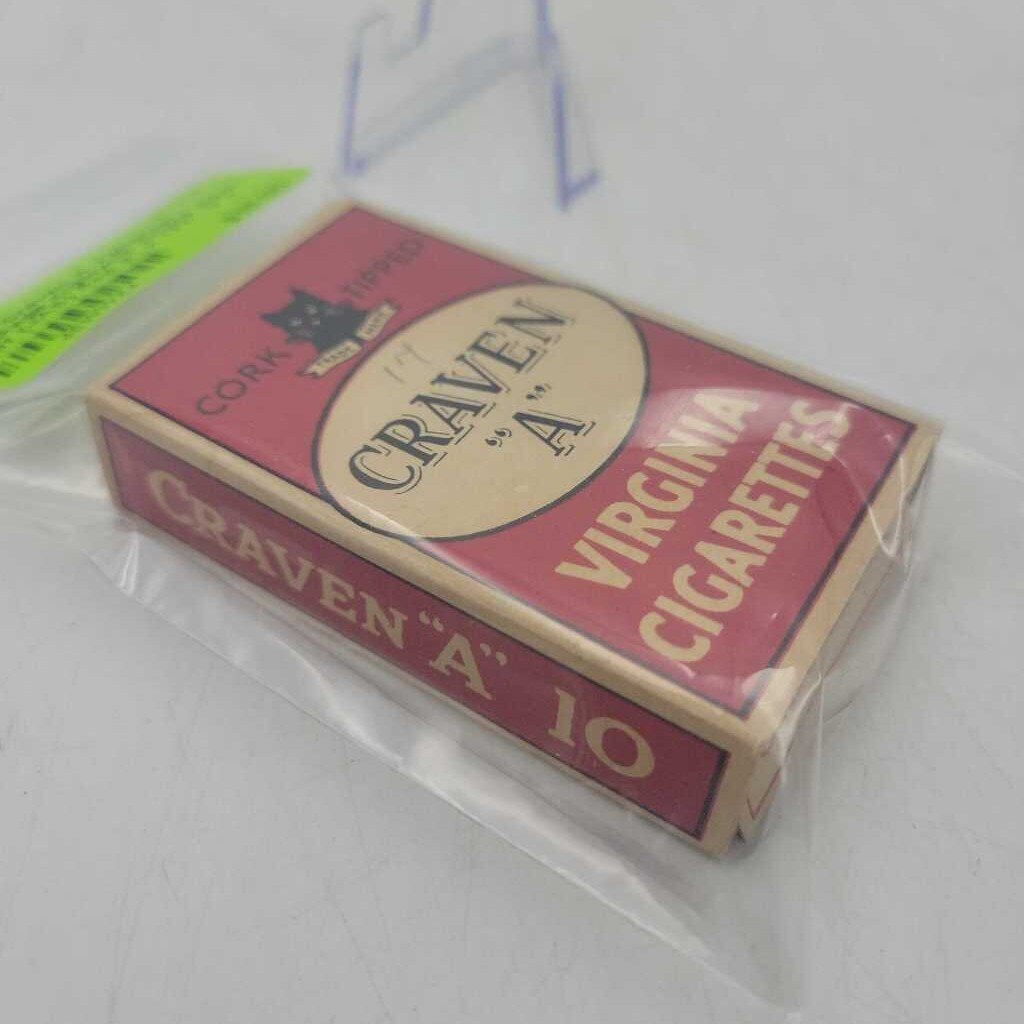 CORK TIPPED
TRADE MARK
CRAVEN
"A"
VIRGINIA
CIGARETTES
CRAVEN "A" 10